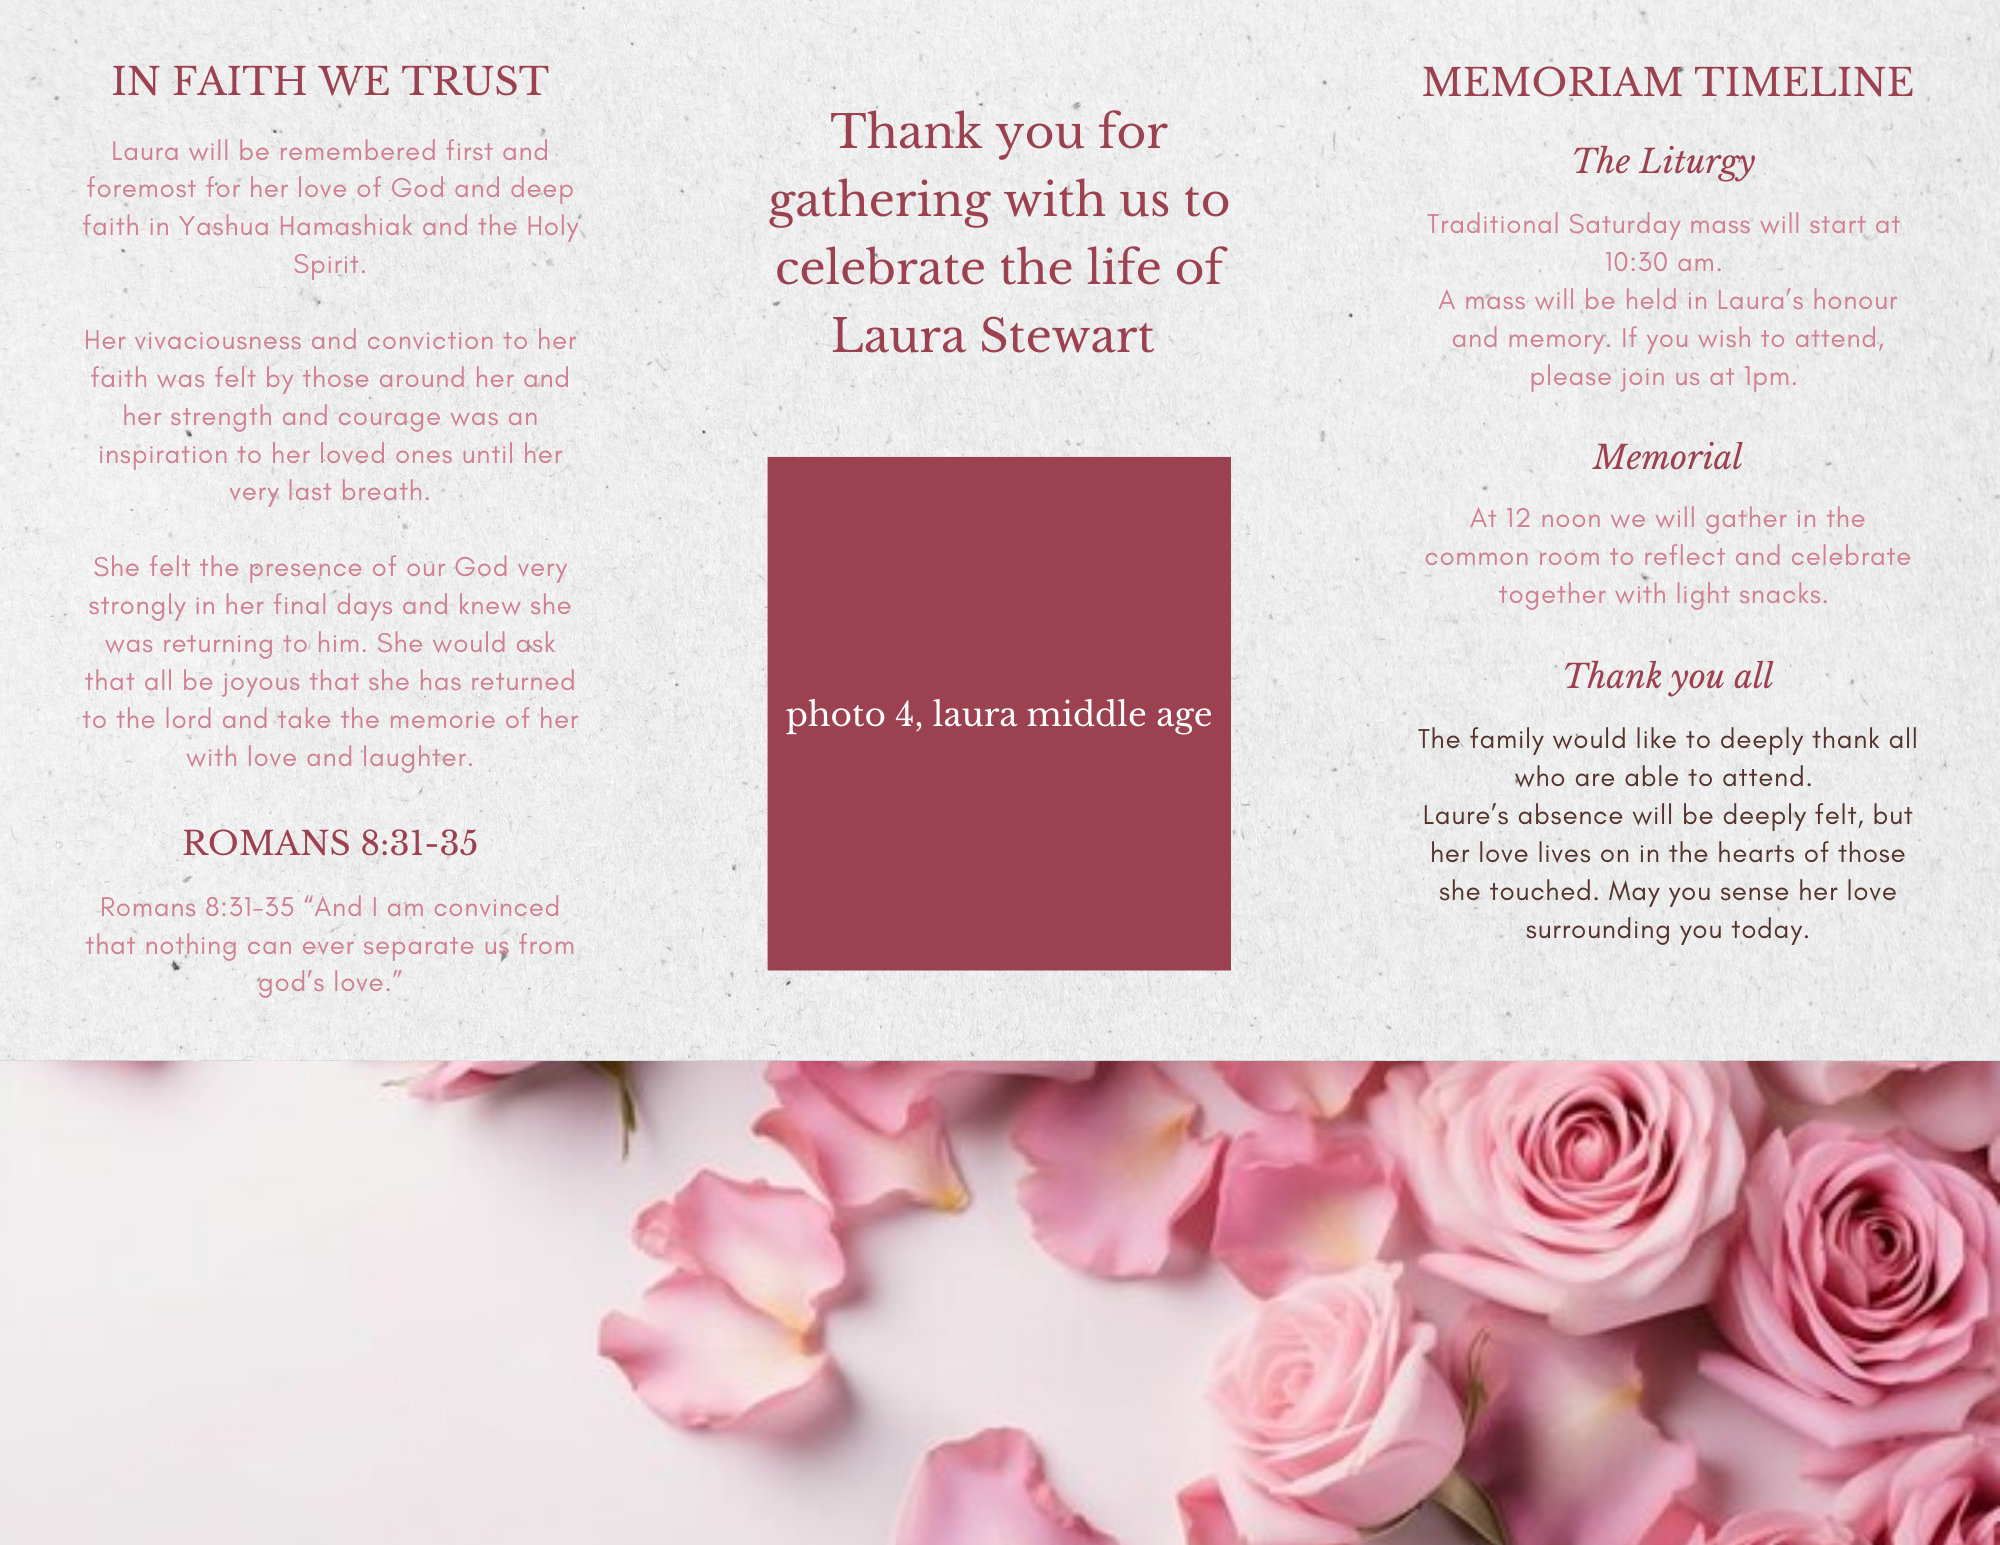 IN FAITH WE TRUST
Laura will be remembered first and
foremost for her love of God and deep
faith in Yashua Hamashiak and the Holy
Spirit.
Her vivaciousness and conviction to her
faith was felt by those around her and
her strength and courage was an
inspiration to her loved ones until her
very last breath.
She felt the presence of our God very
strongly in her final days and knew she
was returning to him. She would ask
that all be joyous that she has returned
to the lord and take the memorie of her
with love and laughter.
ROMANS 8:31-35
Romans 8:31-35 “And I am convinced
that nothing can ever separate us from
god’s love.”
Thank you for
gathering with us to
celebrate the life of
Laura Stewart
photo 4, laura middle age
MEMORIAM TIMELINE
The Liturgy
Traditional Saturday mass will start at
10:30 am.
A mass will be held in Laura’s honour
and memory. If you wish to attend,
please join us at 1pm.
Memorial
At 12 noon we will gather in the
common room to reflect and celebrate
together with light snacks.
Thank you all
The family would like to deeply thank all
who are able to attend.
Laure’s absence will be deeply felt, but
her love lives on in the hearts of those
she touched. May you sense her love
surrounding you today.